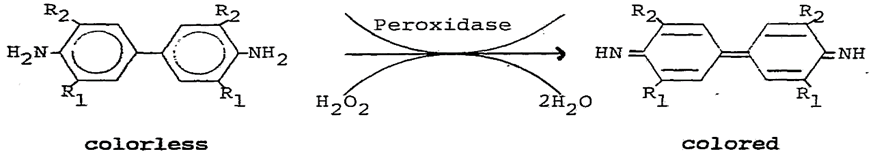 R2 R2 Peroxidase R2 R2
H2N NH2 HN NH
R1 R1 H2O2 2H2O R1 R1
colorless colored